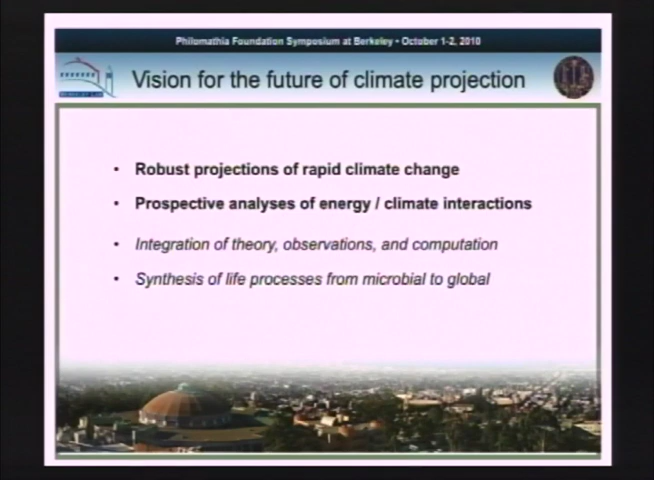 Philomathia Foundation Symposium at Berkeley • October 1-2, 2010
Vision for the future of climate projection
BERKELEY LAB
• Robust projections of rapid climate change
• Prospective analyses of energy / climate interactions
• Integration of theory, observations, and computation
• Synthesis of life processes from microbial to global